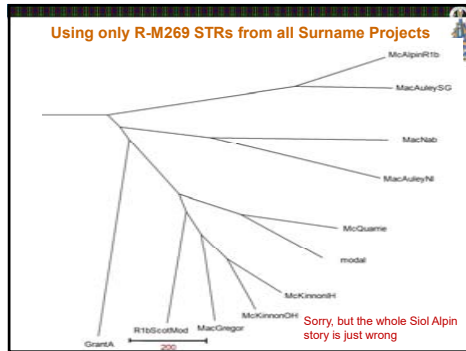 Using only R-M269 STRs from all Surname Projects
McAlpinR1b
MacAuleySG
MacNab
MacAuleyNI
McQuarrie
modal
McKinnonIH
McKinnonOH
MacGregor
R1bScotMod
GrantA
200
Sorry, but the whole Siol Alpin
story is just wrong